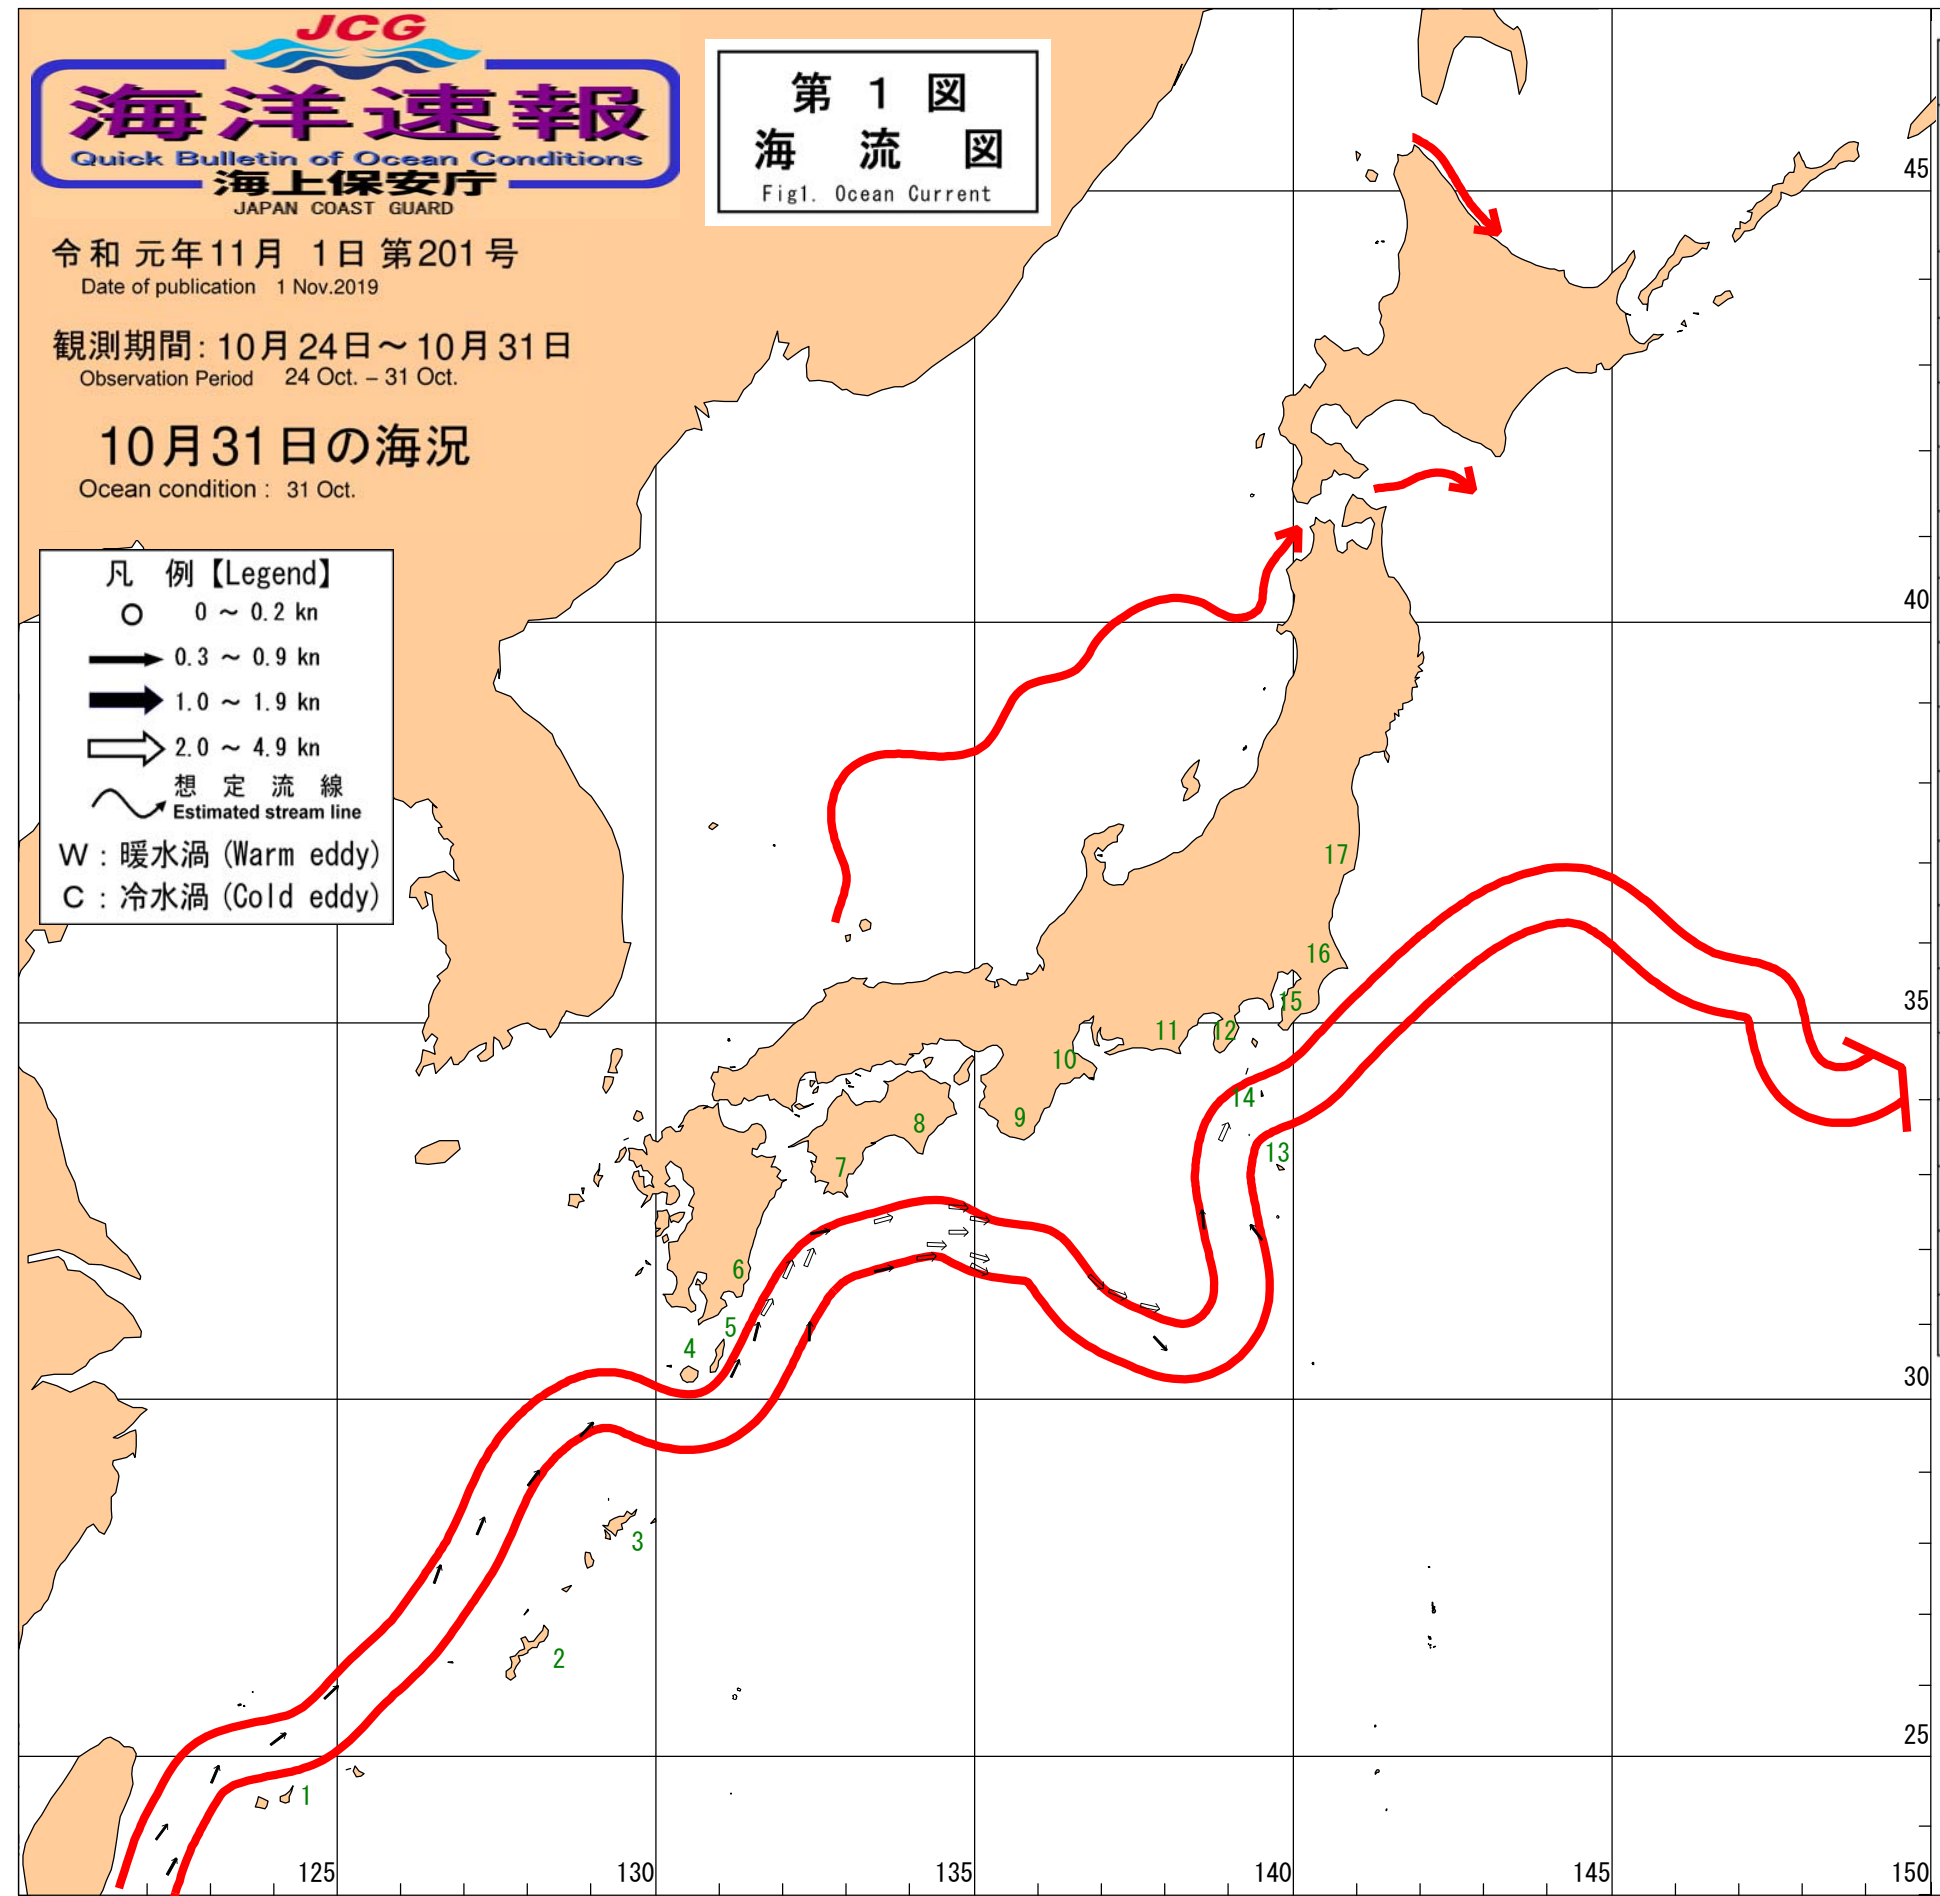 JCG
海洋速報
Quick Bulletin of Ocean Conditions
海上保安庁
JAPAN COAST GUARD
第 1 図
海 流 図
Fig1. Ocean Current
令和 元年11月 1日 第201号
Date of publication 1 Nov.2019
観測期間: 10月24日～10月31日
Observation Period 24 Oct. – 31 Oct.
10月31日の海況
Ocean condition : 31 Oct.
凡 例【Legend】
0 ～ 0.2 kn
0.3 ～ 0.9 kn
1.0 ～ 1.9 kn
2.0 ～ 4.9 kn
想 定 流 線
Estimated stream line
W : 暖水渦 (Warm eddy)
C : 冷水渦 (Cold eddy)
45
40
35
30
25
17
16
15
14
13
12
11
10
9
8
7
6
5
4
3
2
1
125
130
135
140
145
150